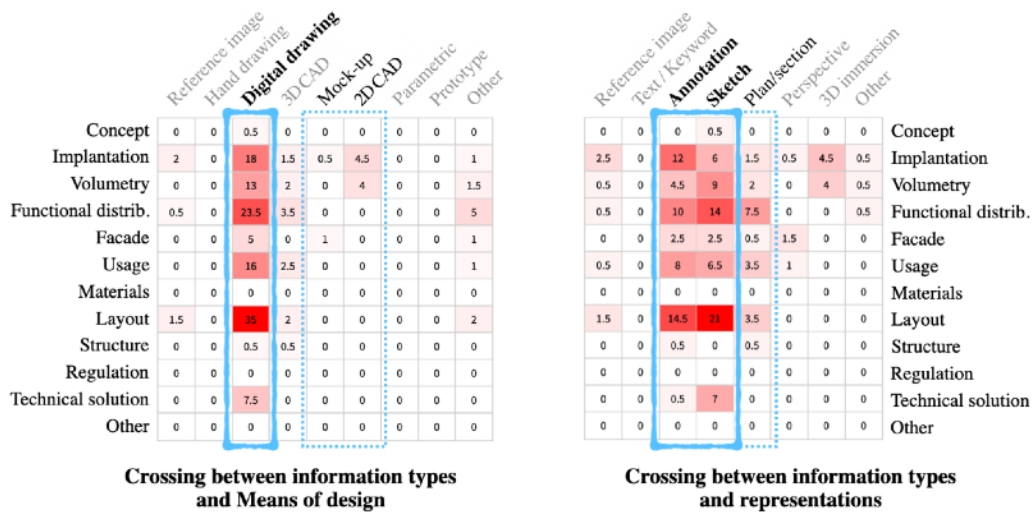 Reference image Hand drawing Digital drawing 3DCAD Mock-up 2DCAD Parametric Prototype Other
Concept 0 0 0.5 0 0 0 0 0 0
Implantation 2 0 18 1.5 0.5 4.5 0 0 1
Volumetry 0 0 13 2 0 4 0 0 1.5
Functional distrib. 0.5 0 23.5 3.5 0 0 0 0 5
Facade 0 0 5 0 1 0 0 0 1
Usage 0 0 16 2.5 0 0 0 0 1
Materials 0 0 0 0 0 0 0 0 0
Layout 1.5 0 35 2 0 0 0 0 2
Structure 0 0 0.5 0.5 0 0 0 0 0
Regulation 0 0 0 0 0 0 0 0 0
Technical solution 0 0 7.5 0 0 0 0 0 0
Other 0 0 0 0 0 0 0 0 0
Crossing between information types
and Means of design
Reference image Text / Keyword Annotation Sketch Plan/section Perspective 3D immersion Other
0 0 0 0.5 0 0 0 0 Concept
2.5 0 12 6 1.5 0.5 4.5 0.5 Implantation
0.5 0 4.5 9 2 0 4 0.5 Volumetry
0.5 0 10 14 7.5 0 0 0.5 Functional distrib.
0 0 2.5 2.5 0.5 1.5 0 0 Facade
0.5 0 8 6.5 3.5 1 0 0 Usage
0 0 0 0 0 0 0 0 Materials
1.5 0 14.5 21 3.5 0 0 0 Layout
0 0 0.5 0 0.5 0 0 0 Structure
0 0 0 0 0 0 0 0 Regulation
0 0 0.5 7 0 0 0 0 Technical solution
0 0 0 0 0 0 0 0 Other
Crossing between information types
and representations